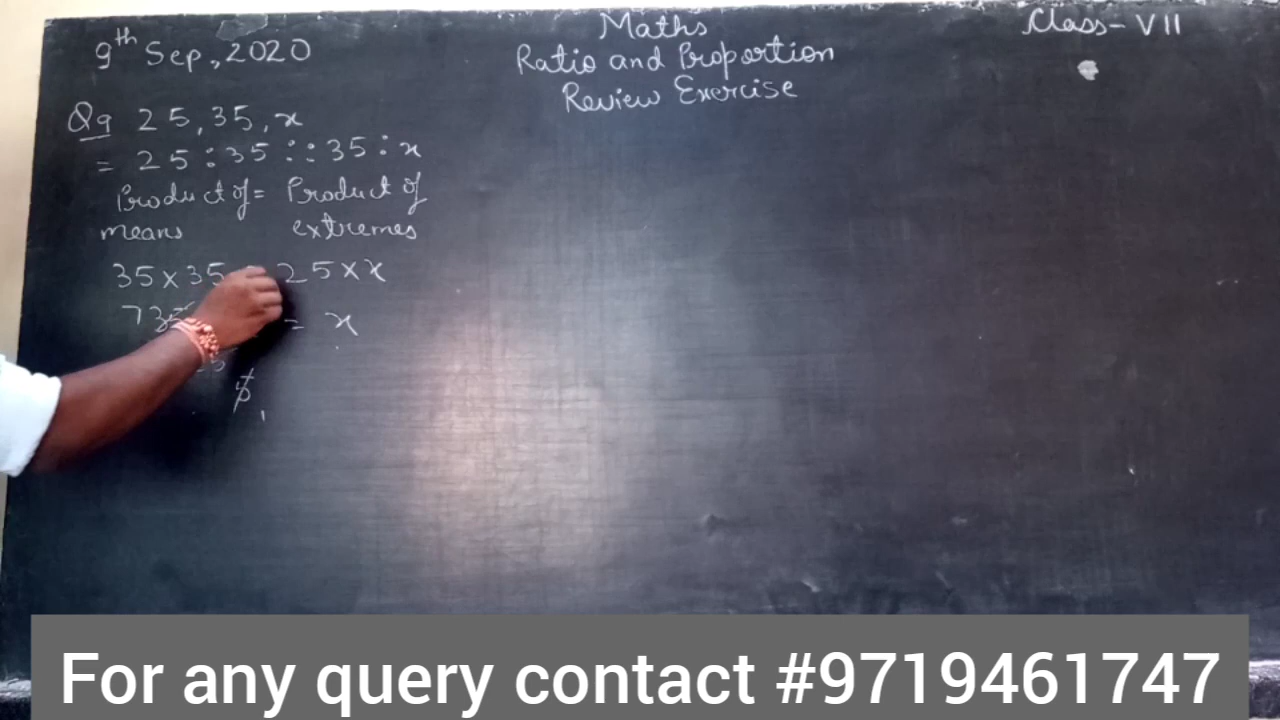 Maths
Class-VII
9th Sep, 2020
Ratio and Proportion
Review Exercise
Q9 25, 35, x
= 25:35::35:x
Product of = Product of
means extremes
35 x 35 25 x x
= x
For any query contact #9719461747